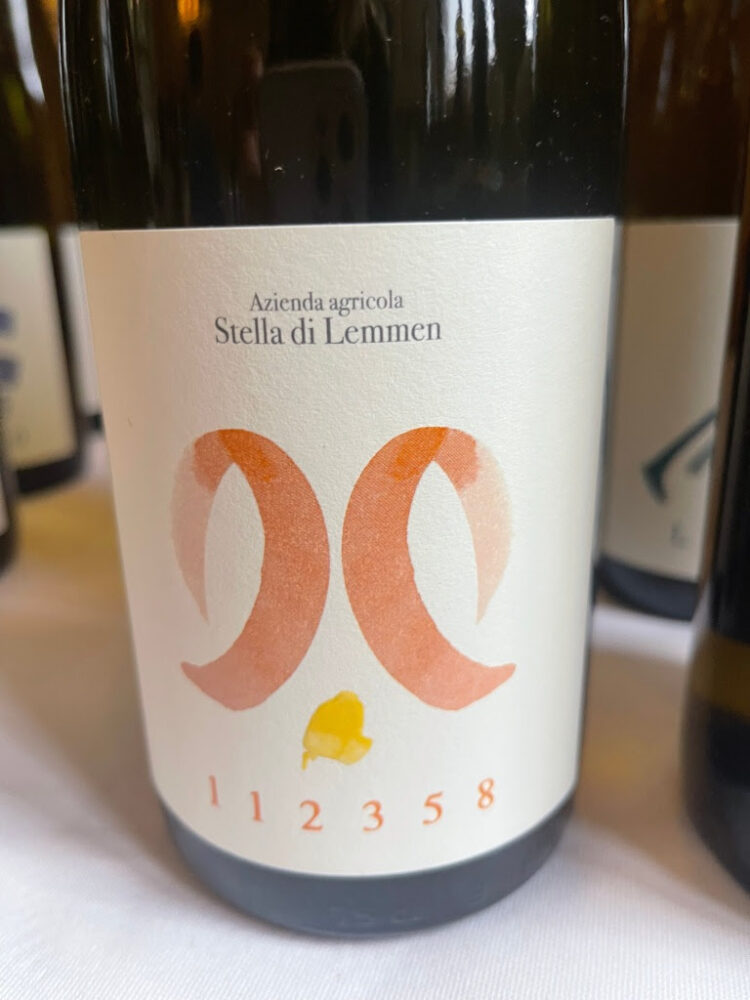 Azienda agricola
Stella di Lemmen
1 1 2 3 5 8